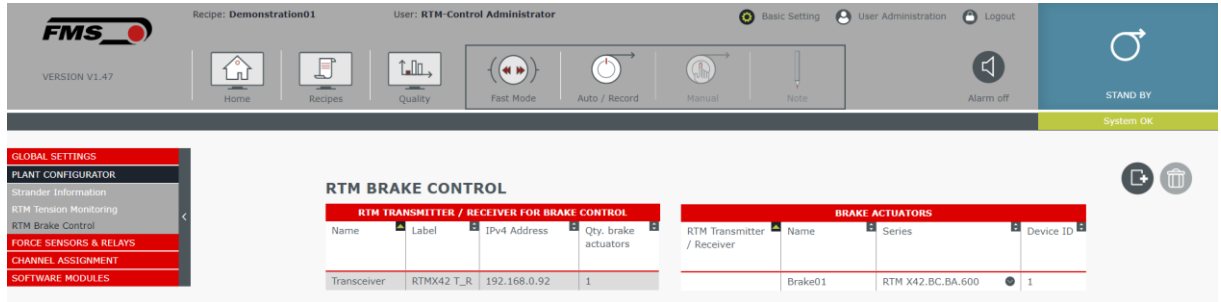 FMS
Recipe: Demonstration01
User: RTM-Control Administrator
Basic Setting
User Administration
Logout
VERSION V1.47
Home
Recipes
Quality
Fast Mode
Auto / Record
Manual
Note
Alarm off
STAND BY
System OK
GLOBAL SETTINGS
PLANT CONFIGURATOR
Strander Information
RTM Tension Monitoring
RTM Brake Control
FORCE SENSORS & RELAYS
CHANNEL ASSIGNMENT
SOFTWARE MODULES
<
RTM BRAKE CONTROL
RTM TRANSMITTER / RECEIVER FOR BRAKE CONTROL
Name Label IPv4 Address Qty. brake
actuators
Transceiver RTMX42 T_R 192.168.0.92 1
BRAKE ACTUATORS
RTM Transmitter Name Series Device ID
/ Receiver
Brake01 RTM X42.BC.BA.600 1